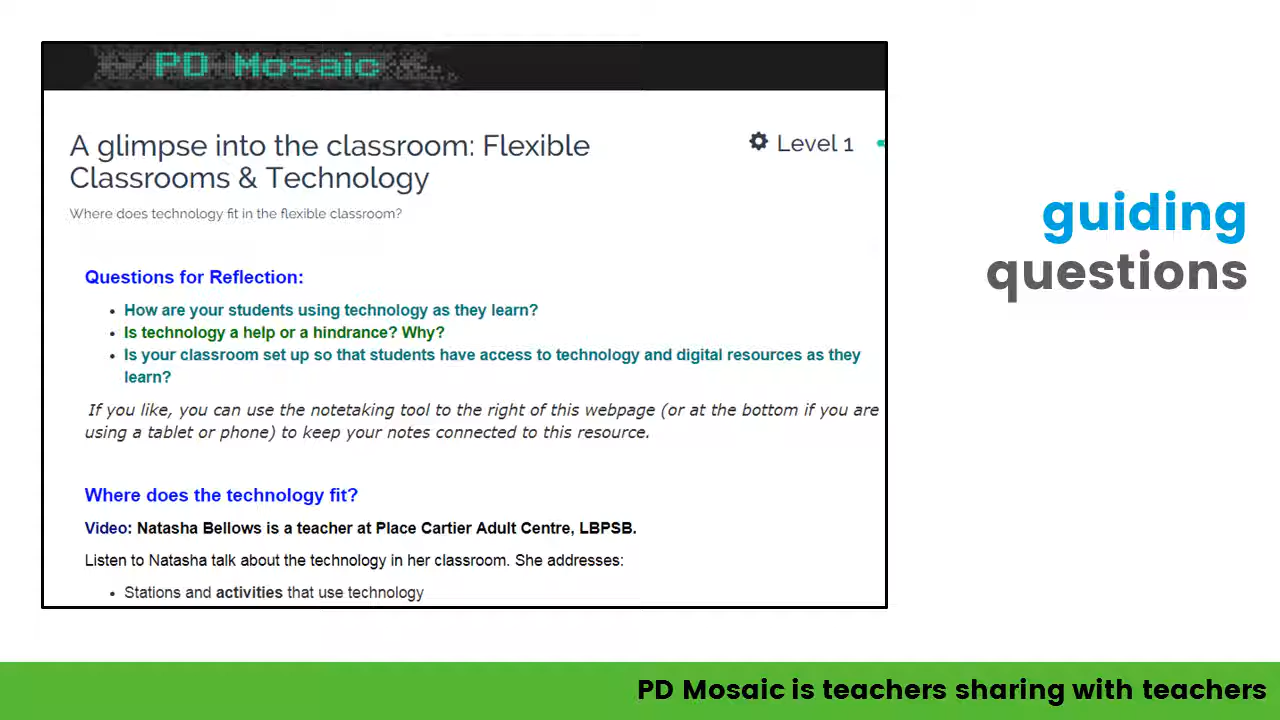 PD Mosaic
A glimpse into the classroom: Flexible
Classrooms & Technology
Level 1
Where does technology fit in the flexible classroom?
guiding
questions
Questions for Reflection:
• How are your students using technology as they learn?
• Is technology a help or a hindrance? Why?
• Is your classroom set up so that students have access to technology and digital resources as they
learn?
If you like, you can use the notetaking tool to the right of this webpage (or at the bottom if you are
using a tablet or phone) to keep your notes connected to this resource.
Where does the technology fit?
Video: Natasha Bellows is a teacher at Place Cartier Adult Centre, LBPSB.
Listen to Natasha talk about the technology in her classroom. She addresses:
• Stations and activities that use technology
PD Mosaic is teachers sharing with teachers